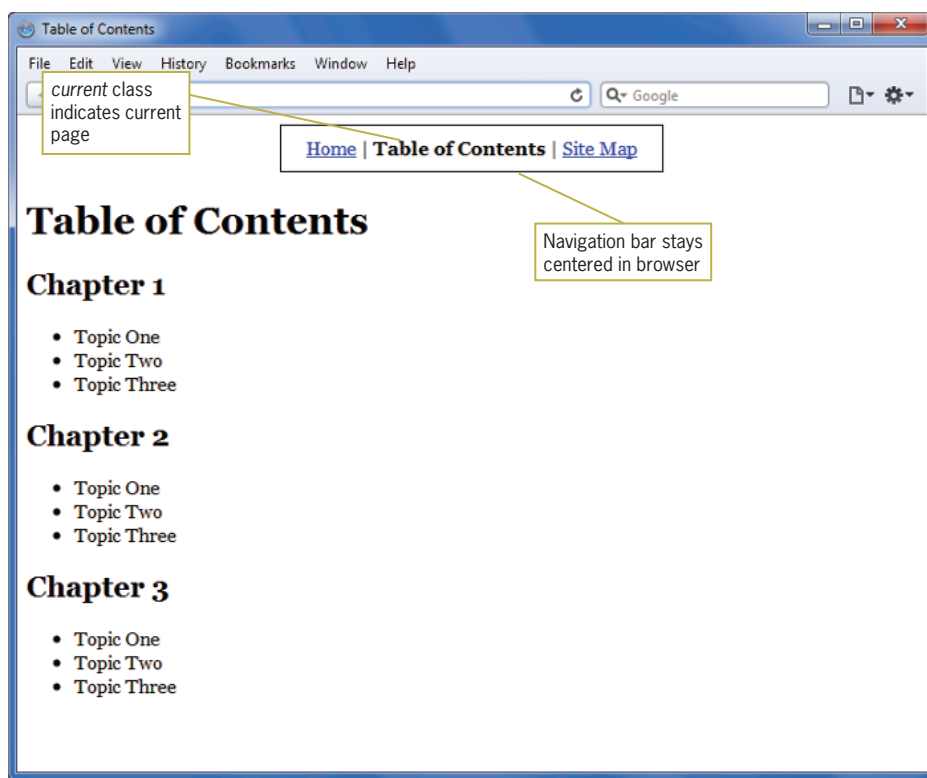 Table of Contents
File Edit View History Bookmarks Window Help
current class
indicates current
page
Google
Home | Table of Contents | Site Map
Navigation bar stays
centered in browser
Table of Contents
Chapter 1
• Topic One
• Topic Two
• Topic Three
Chapter 2
• Topic One
• Topic Two
• Topic Three
Chapter 3
• Topic One
• Topic Two
• Topic Three